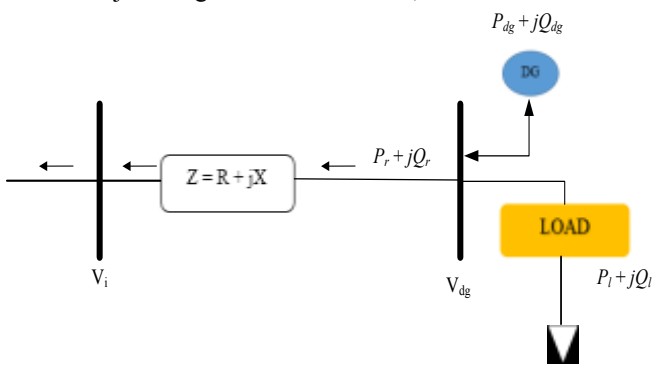 P_dg + jQ_dg
DG
P_r + jQ_r
Z = R + jX
LOAD
V_i
V_dg
P_l + jQ_l